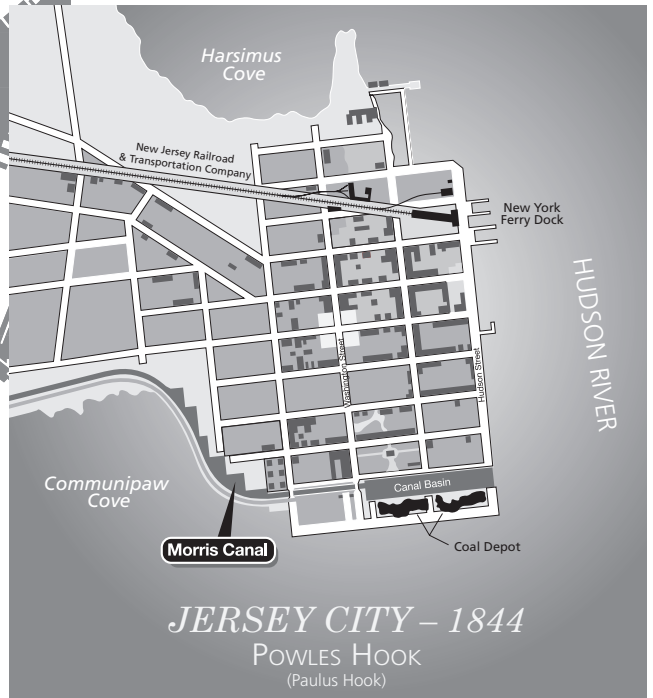 Harsimus
Cove
New Jersey Railroad
& Transportation Company
New York
Ferry Dock
HUDSON RIVER
Washington Street
Hudson Street
Communipaw
Cove
Canal Basin
Morris Canal
Coal Depot
JERSEY CITY – 1844
POWLES HOOK
(Paulus Hook)